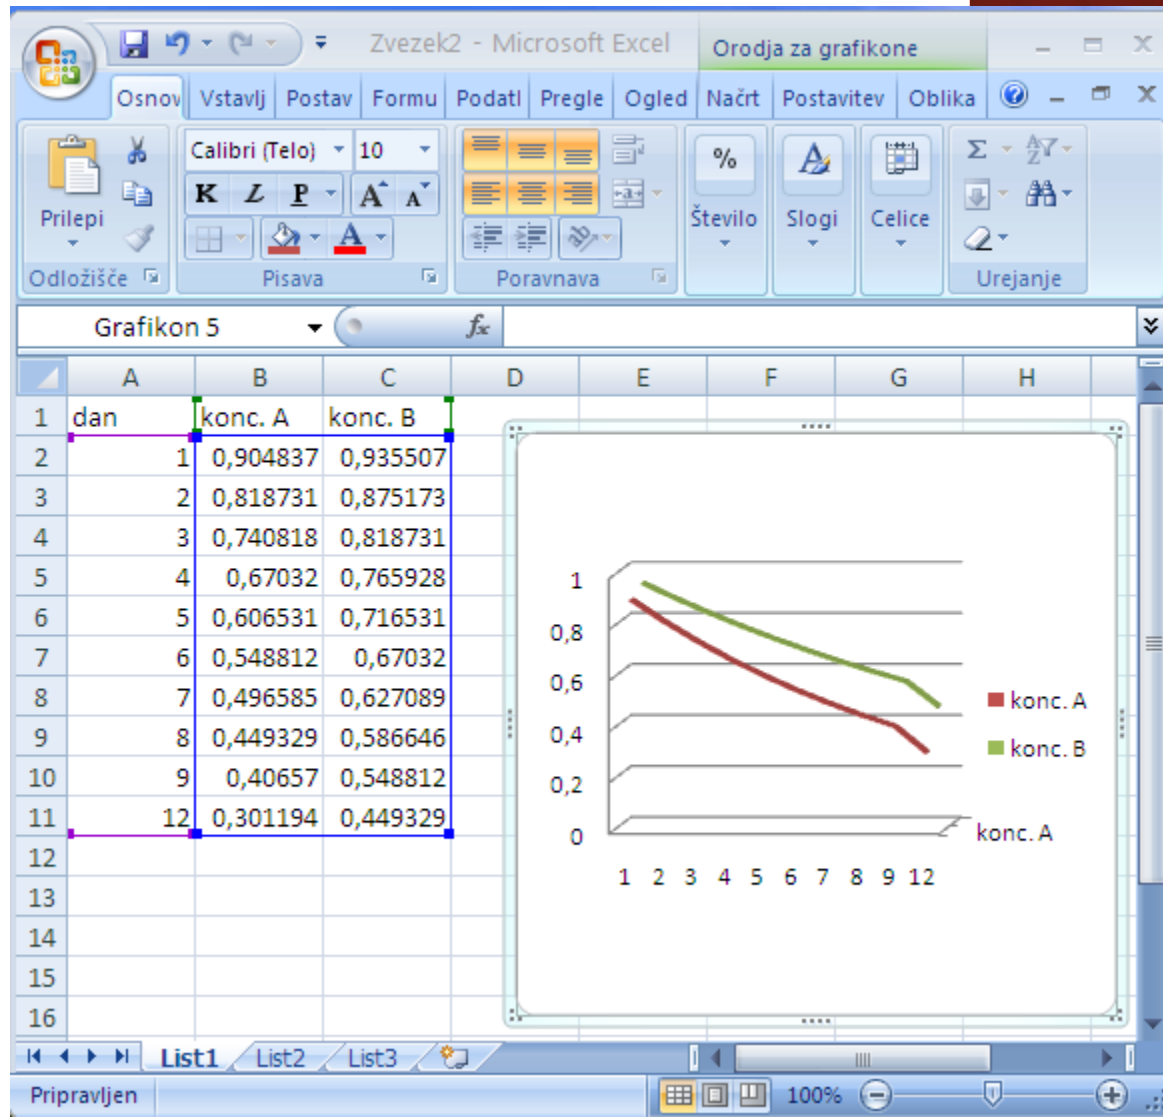 Zvezek2 - Microsoft Excel
Orodja za grafikone
Osnov Vstavlj Postav Formu Podatl Pregle Ogled Načrt Postavitev Oblika
Prilepi
Odložišče
Calibri (Telo) 10
K L P A A
A
Pisava
Poravnava
%
Število
Slogi
Celice
Σ
Urejanje
Grafikon 5 fx
A B C D E F G H
1 dan konc. A konc. B
2 1 0,904837 0,935507
3 2 0,818731 0,875173
4 3 0,740818 0,818731
5 4 0,67032 0,765928
6 5 0,606531 0,716531
7 6 0,548812 0,67032
8 7 0,496585 0,627089
9 8 0,449329 0,586646
10 9 0,40657 0,548812
11 12 0,301194 0,449329
12
13
14
15
16
1
0,8
0,6
0,4
0,2
0
1 2 3 4 5 6 7 8 9 12
konc. A
konc. A
konc. B
List1 List2 List3
Pripravljen 100%